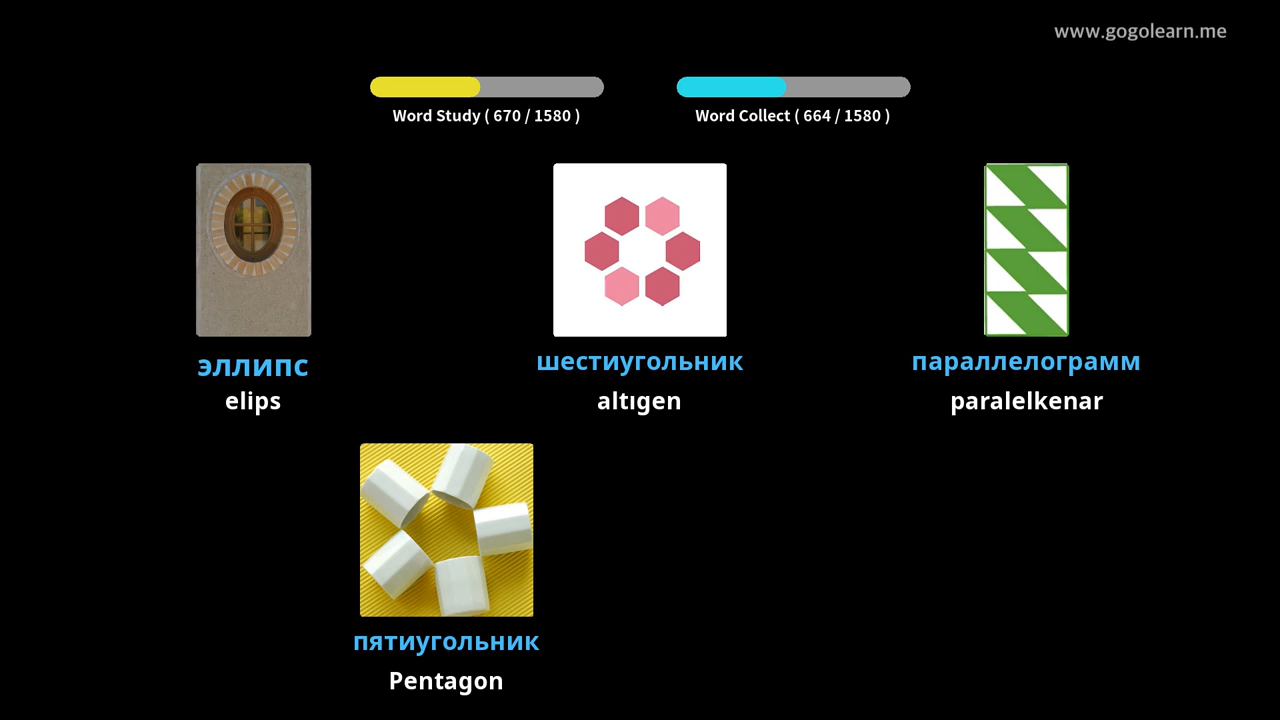 www.gogolearn.me
Word Study ( 670 / 1580 )
Word Collect ( 664 / 1580 )
эллипс
elips
шестиугольник
altıgen
параллелограмм
paralelkenar
пятиугольник
Pentagon